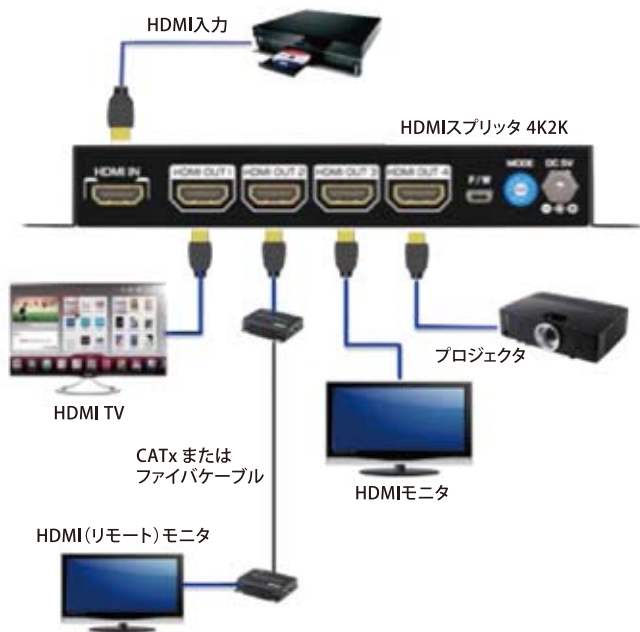 HDMI入力
HDMIスプリッタ 4K2K
HDMI IN
HDMI OUT 1
HDMI OUT 2
HDMI OUT 3
HDMI OUT 4
F/W
MODE
DC 5V
プロジェクタ
HDMI TV
CATx または
ファイバケーブル
HDMIモニタ
HDMI(リモート)モニタ